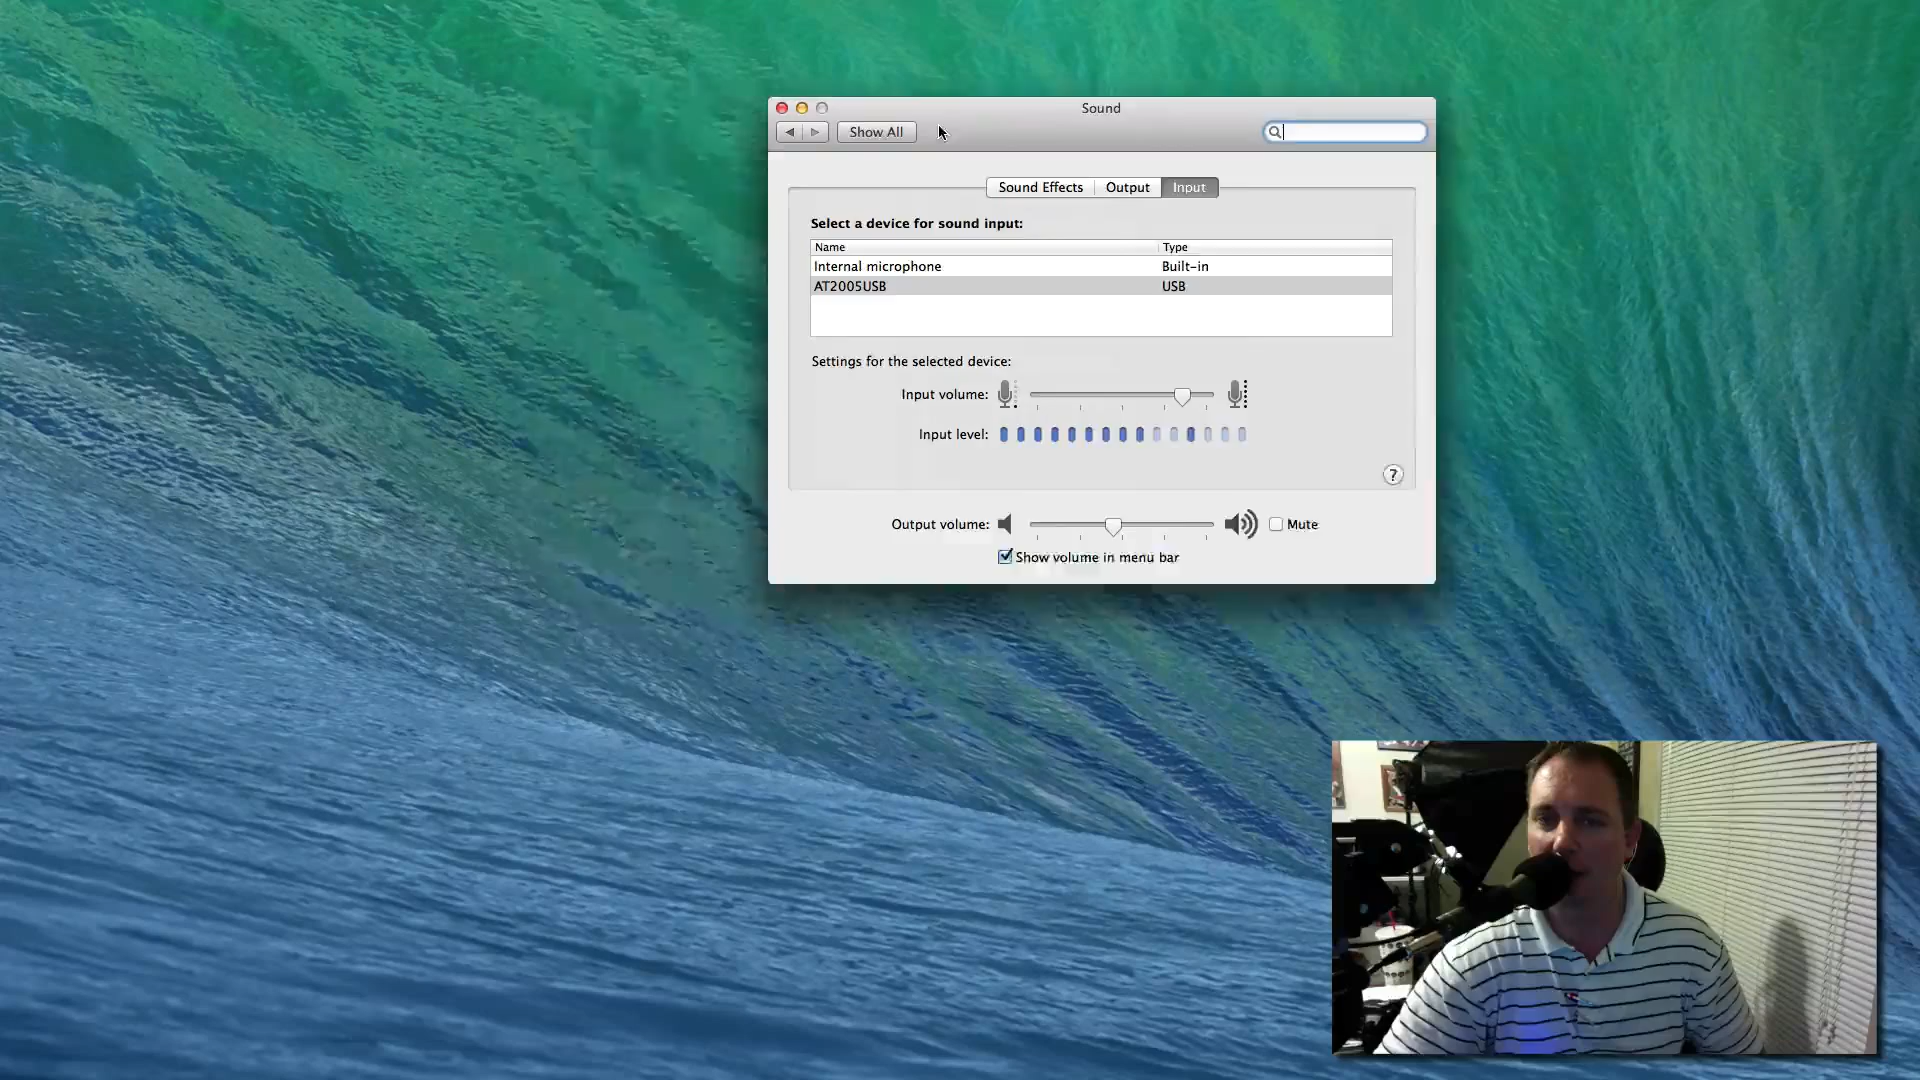 Sound
Show All
Sound Effects Output Input
Select a device for sound input:
Name Type
Internal microphone Built-in
AT2005USB USB
Settings for the selected device:
Input volume:
Input level:
?
Output volume: Mute
Show volume in menu bar